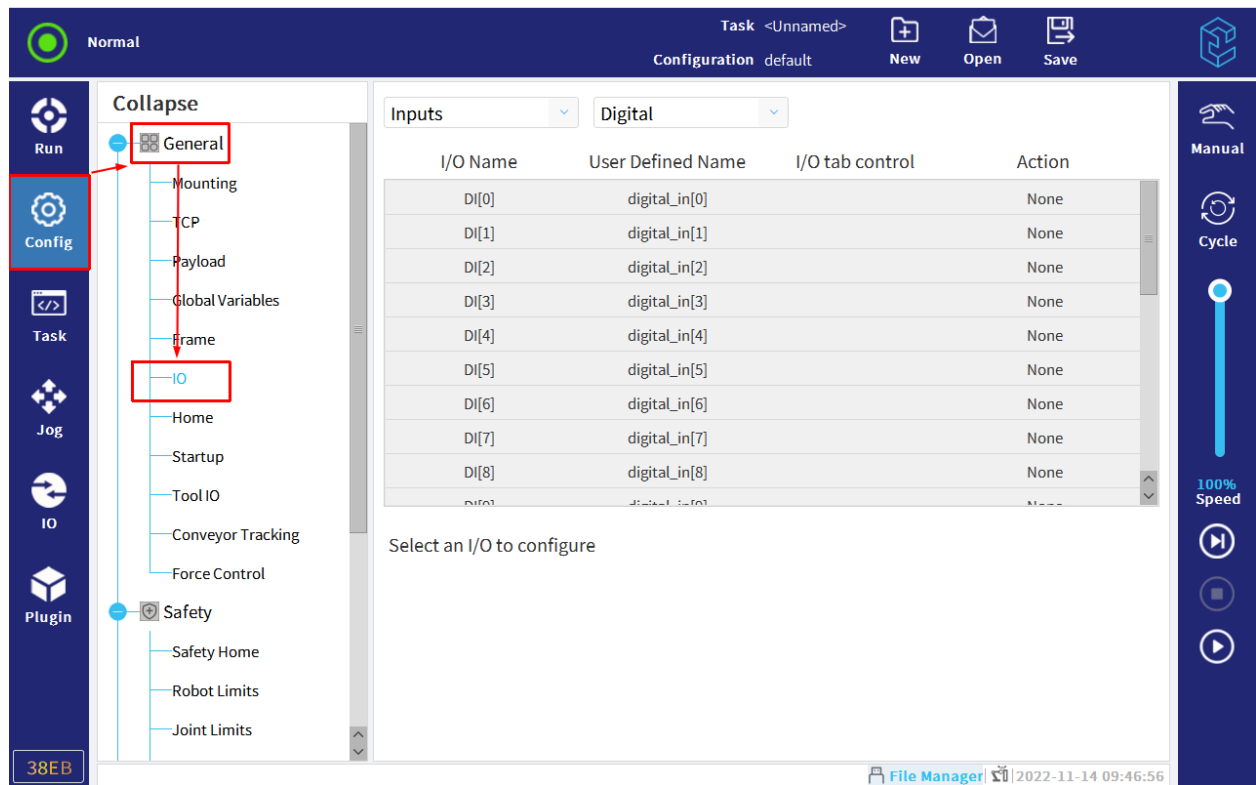 Normal
Task <Unnamed>
Configuration default
New
Open
Save
Run
Config
Task
Jog
IO
Plugin
38EB
Collapse
General
Mounting
TCP
Payload
Global Variables
Frame
IO
Home
Startup
Tool IO
Conveyor Tracking
Force Control
Safety
Safety Home
Robot Limits
Joint Limits
Inputs Digital
I/O Name User Defined Name I/O tab control Action
DI[0] digital_in[0] None
DI[1] digital_in[1] None
DI[2] digital_in[2] None
DI[3] digital_in[3] None
DI[4] digital_in[4] None
DI[5] digital_in[5] None
DI[6] digital_in[6] None
DI[7] digital_in[7] None
DI[8] digital_in[8] None
DI[9] digital_in[9] None
Select an I/O to configure
File Manager 2022-11-14 09:46:56
Manual
Cycle
100%
Speed